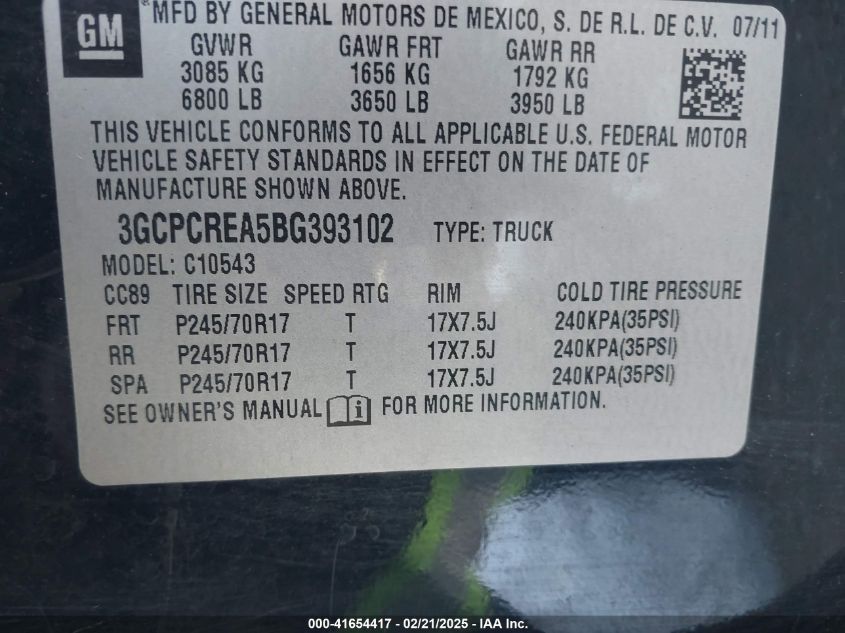 GM
*MFD BY GENERAL MOTORS DE MEXICO, S. DE R.L. DE C.V. 07/11
GVWR GAWR FRT GAWR RR
3085 KG 1656 KG 1792 KG
6800 LB 3650 LB 3950 LB
THIS VEHICLE CONFORMS TO ALL APPLICABLE U.S. FEDERAL MOTOR
VEHICLE SAFETY STANDARDS IN EFFECT ON THE DATE OF
MANUFACTURE SHOWN ABOVE.
3GCPCREA5BG393102 TYPE: TRUCK
MODEL: C10543
CC89 TIRE SIZE SPEED RTG RIM COLD TIRE PRESSURE
FRT P245/70R17 T 17X7.5J 240KPA(35PSI)
RR P245/70R17 T 17X7.5J 240KPA(35PSI)
SPA P245/70R17 T 17X7.5J 240KPA(35PSI)
SEE OWNER'S MANUAL i FOR MORE INFORMATION.
000-41654417 - 02/21/2025 - IAA Inc.